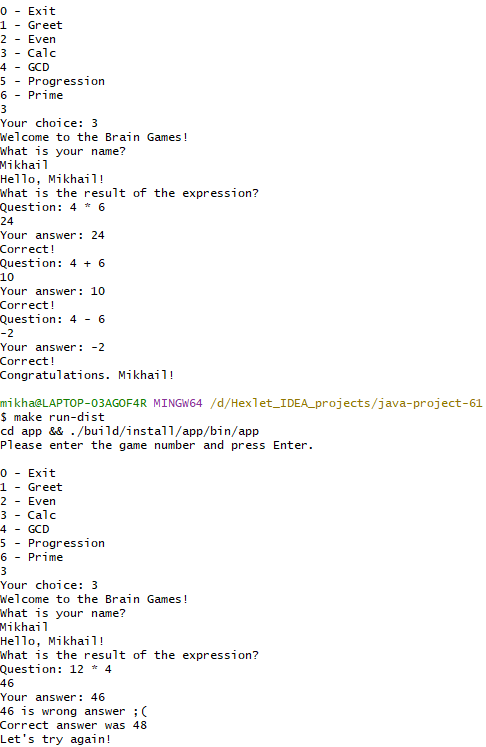 0 - Exit
1 - Greet
2 - Even
3 - Calc
4 - GCD
5 - Progression
6 - Prime
3
Your choice: 3
Welcome to the Brain Games!
What is your name?
Mikhail
Hello, Mikhail!
What is the result of the expression?
Question: 4 * 6
24
Your answer: 24
Correct!
Question: 4 + 6
10
Your answer: 10
Correct!
Question: 4 - 6
-2
Your answer: -2
Correct!
Congratulations. Mikhail!
mikha@LAPTOP-O3AGOF4R MINGW64 /d/Hexlet_IDEA_projects/java-project-61
$ make run-dist
cd app && ./build/install/app/bin/app
Please enter the game number and press Enter.
0 - Exit
1 - Greet
2 - Even
3 - Calc
4 - GCD
5 - Progression
6 - Prime
3
Your choice: 3
Welcome to the Brain Games!
What is your name?
Mikhail
Hello, Mikhail!
What is the result of the expression?
Question: 12 * 4
46
Your answer: 46
46 is wrong answer ;(
Correct answer was 48
Let's try again!